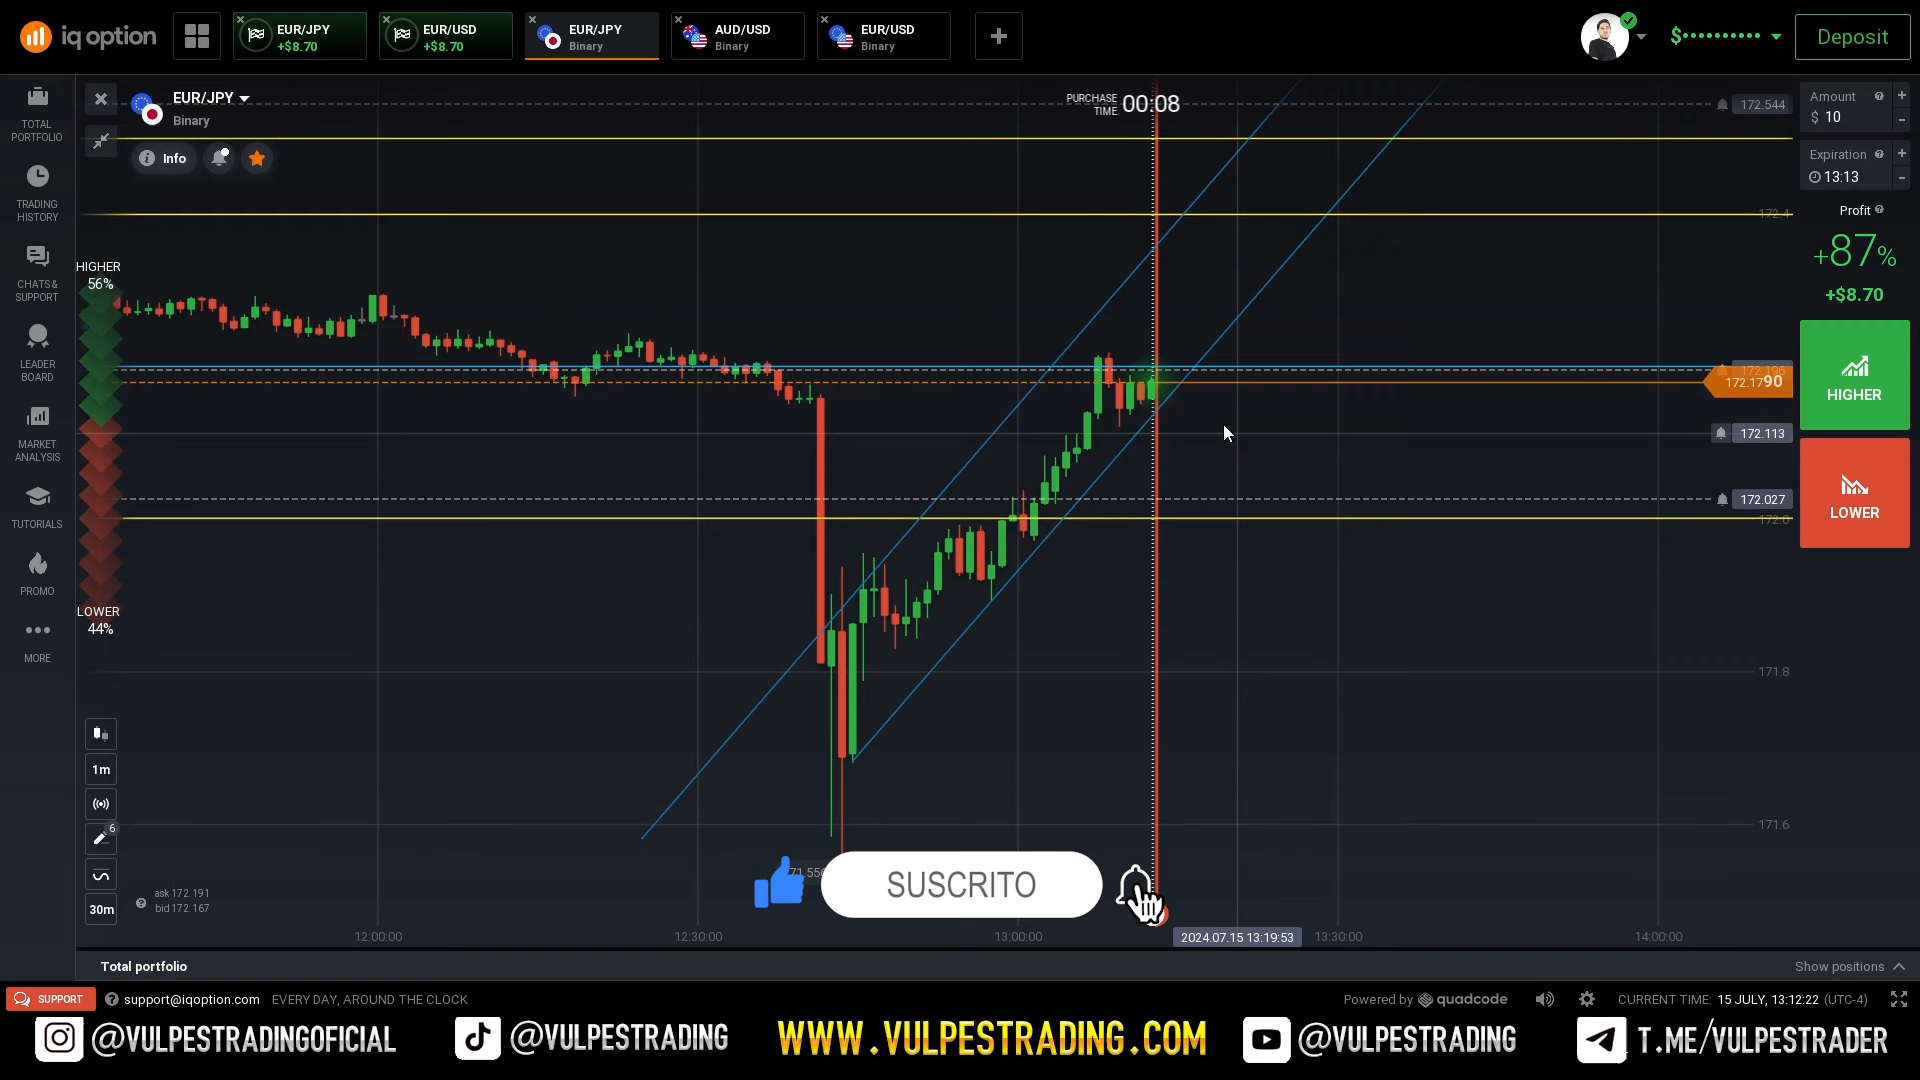 iq option
EUR/JPY
+$8.70
EUR/USD
+$8.70
EUR/JPY
Binary
AUD/USD
Binary
EUR/USD
Binary
+
$
Deposit
TOTAL
PORTFOLIO
TRADING
HISTORY
CHATS &
SUPPORT
LEADER
BOARD
MARKET
ANALYSIS
TUTORIALS
PROMO
MORE
EUR/JPY
Binary
Info
PURCHASE
TIME
00:08
172.544
172.4
172.196
172.1790
172.113
172.027
172.0
171.8
171.6
HIGHER
56%
LOWER
44%
Amount
$ 10
Expiration
13:13
Profit
+87%
+$8.70
HIGHER
LOWER
1m
6
30m
ask 172.191
bid 172.167
71.556
SUSCRITO
12:00:00
12:30:00
13:00:00
2024.07.15 13:19:53
13:30:00
14:00:00
Total portfolio
Show positions
SUPPORT
support@iqoption.com
EVERY DAY, AROUND THE CLOCK
Powered by quadcode
CURRENT TIME: 15 JULY, 13:12:22 (UTC-4)
@VULPESTRADINGOFICIAL
@VULPESTRADING
WWW.VULPESTRADING.COM
@VULPESTRADING
T.ME/VULPESTRADER